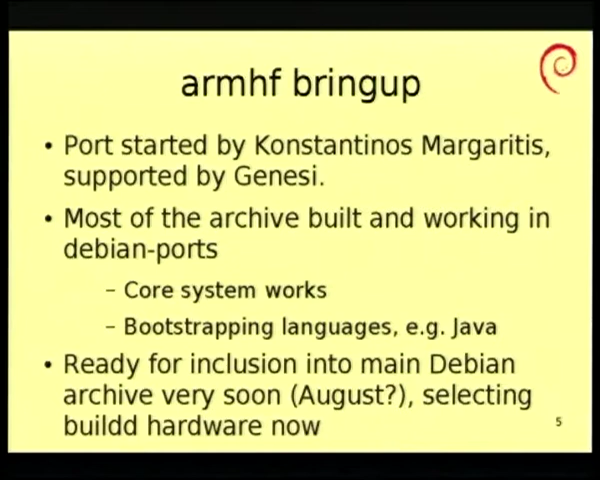 armhf bringup
• Port started by Konstantinos Margaritis,
supported by Genesi.
• Most of the archive built and working in
debian-ports
– Core system works
– Bootstrapping languages, e.g. Java
• Ready for inclusion into main Debian
archive very soon (August?), selecting
buildd hardware now
5